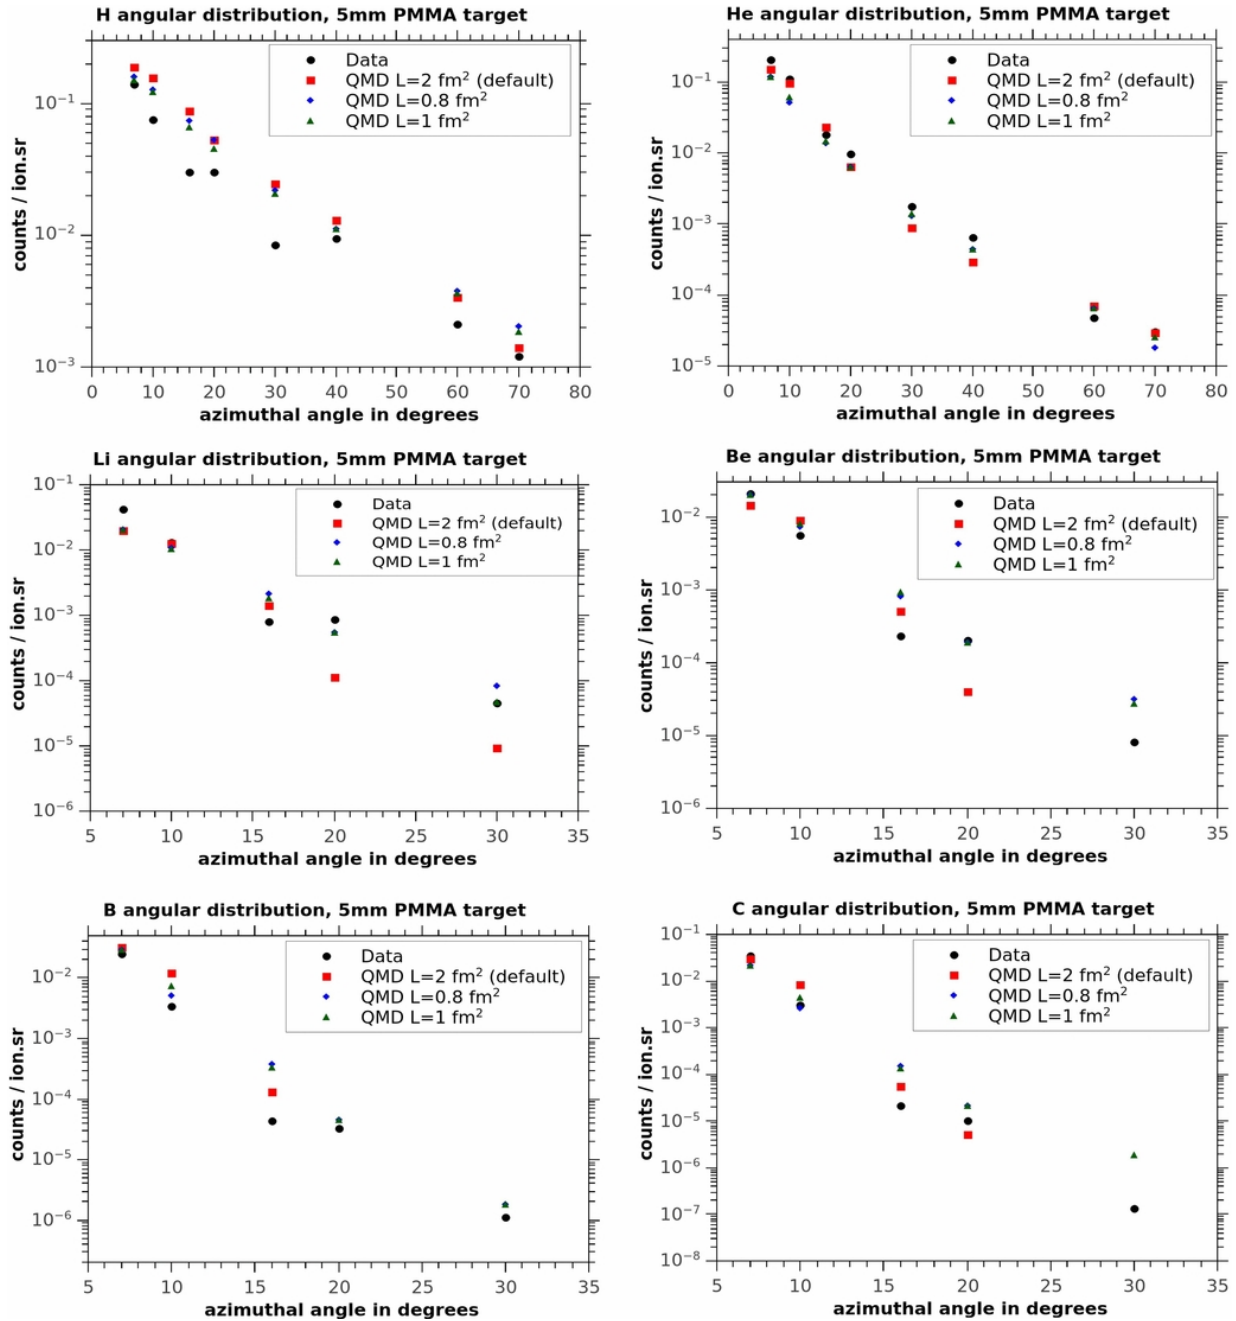 H angular distribution, 5mm PMMA target
Data
QMD L=2 fm² (default)
QMD L=0.8 fm²
QMD L=1 fm²
counts / ion.sr
10⁻¹
10⁻²
10⁻³
0 10 20 30 40 50 60 70 80
azimuthal angle in degrees
He angular distribution, 5mm PMMA target
Data
QMD L=2 fm² (default)
QMD L=0.8 fm²
QMD L=1 fm²
counts / ion.sr
10⁻¹
10⁻²
10⁻³
10⁻⁴
10⁻⁵
0 10 20 30 40 50 60 70 80
azimuthal angle in degrees
Li angular distribution, 5mm PMMA target
Data
QMD L=2 fm² (default)
QMD L=0.8 fm²
QMD L=1 fm²
counts / ion.sr
10⁻¹
10⁻²
10⁻³
10⁻⁴
10⁻⁵
10⁻⁶
5 10 15 20 25 30 35
azimuthal angle in degrees
Be angular distribution, 5mm PMMA target
Data
QMD L=2 fm² (default)
QMD L=0.8 fm²
QMD L=1 fm²
counts / ion.sr
10⁻²
10⁻³
10⁻⁴
10⁻⁵
10⁻⁶
5 10 15 20 25 30 35
azimuthal angle in degrees
B angular distribution, 5mm PMMA target
Data
QMD L=2 fm² (default)
QMD L=0.8 fm²
QMD L=1 fm²
counts / ion.sr
10⁻²
10⁻³
10⁻⁴
10⁻⁵
10⁻⁶
5 10 15 20 25 30 35
azimuthal angle in degrees
C angular distribution, 5mm PMMA target
Data
QMD L=2 fm² (default)
QMD L=0.8 fm²
QMD L=1 fm²
counts / ion.sr
10⁻¹
10⁻²
10⁻³
10⁻⁴
10⁻⁵
10⁻⁶
10⁻⁷
10⁻⁸
5 10 15 20 25 30 35
azimuthal angle in degrees